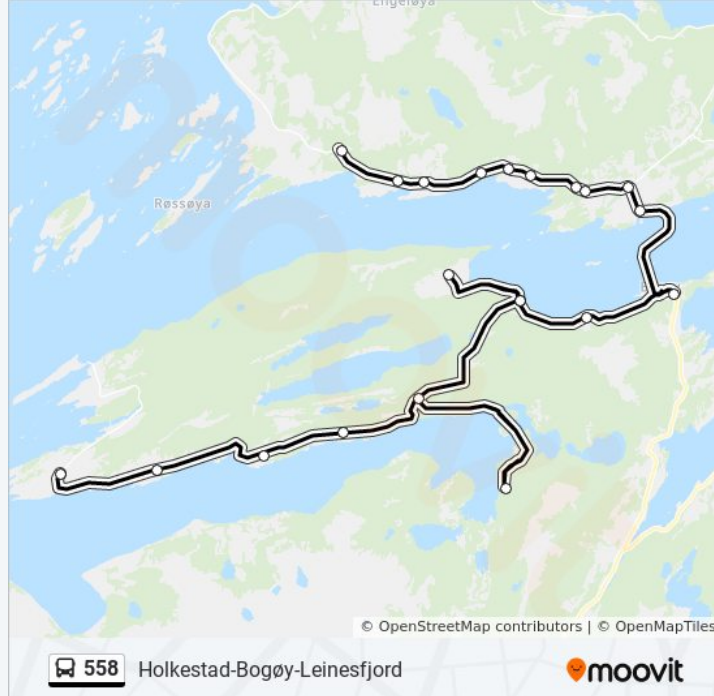 Engeløya
Røssøya
© OpenStreetMap contributors | © OpenMapTiles
558 Holkestad-Bogøy-Leinesfjord
moovit